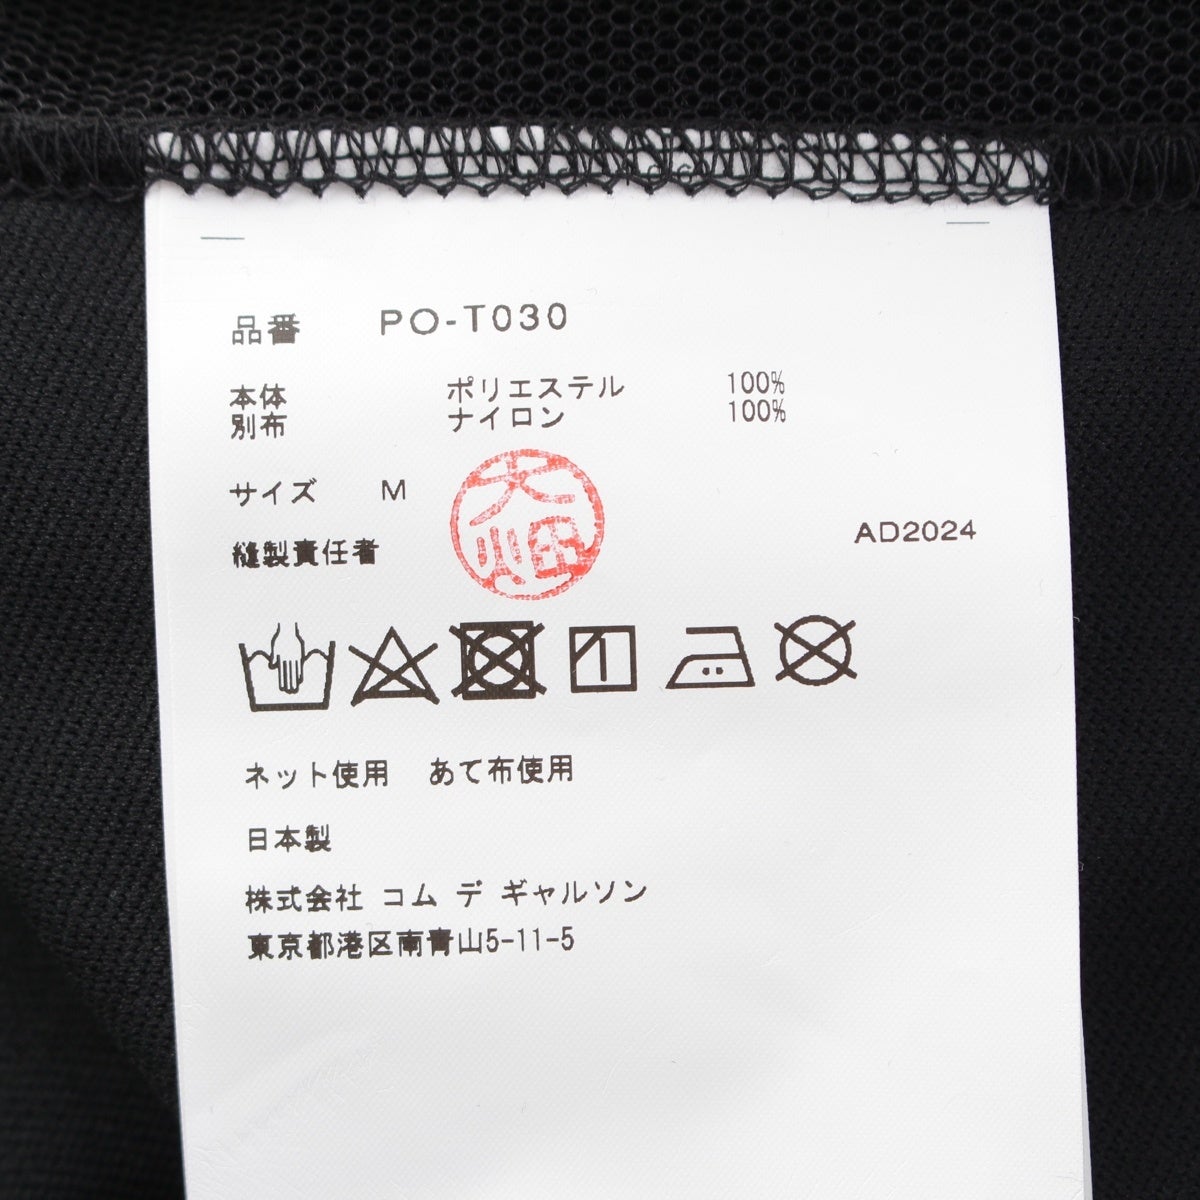 品番 PO-T030
本体 ポリエステル 100%
別布 ナイロン 100%
サイズ M
大畑
縫製責任者
AD2024
ネット使用 あて布使用
日本製
株式会社 コム デ ギャルソン
東京都港区南青山5-11-5